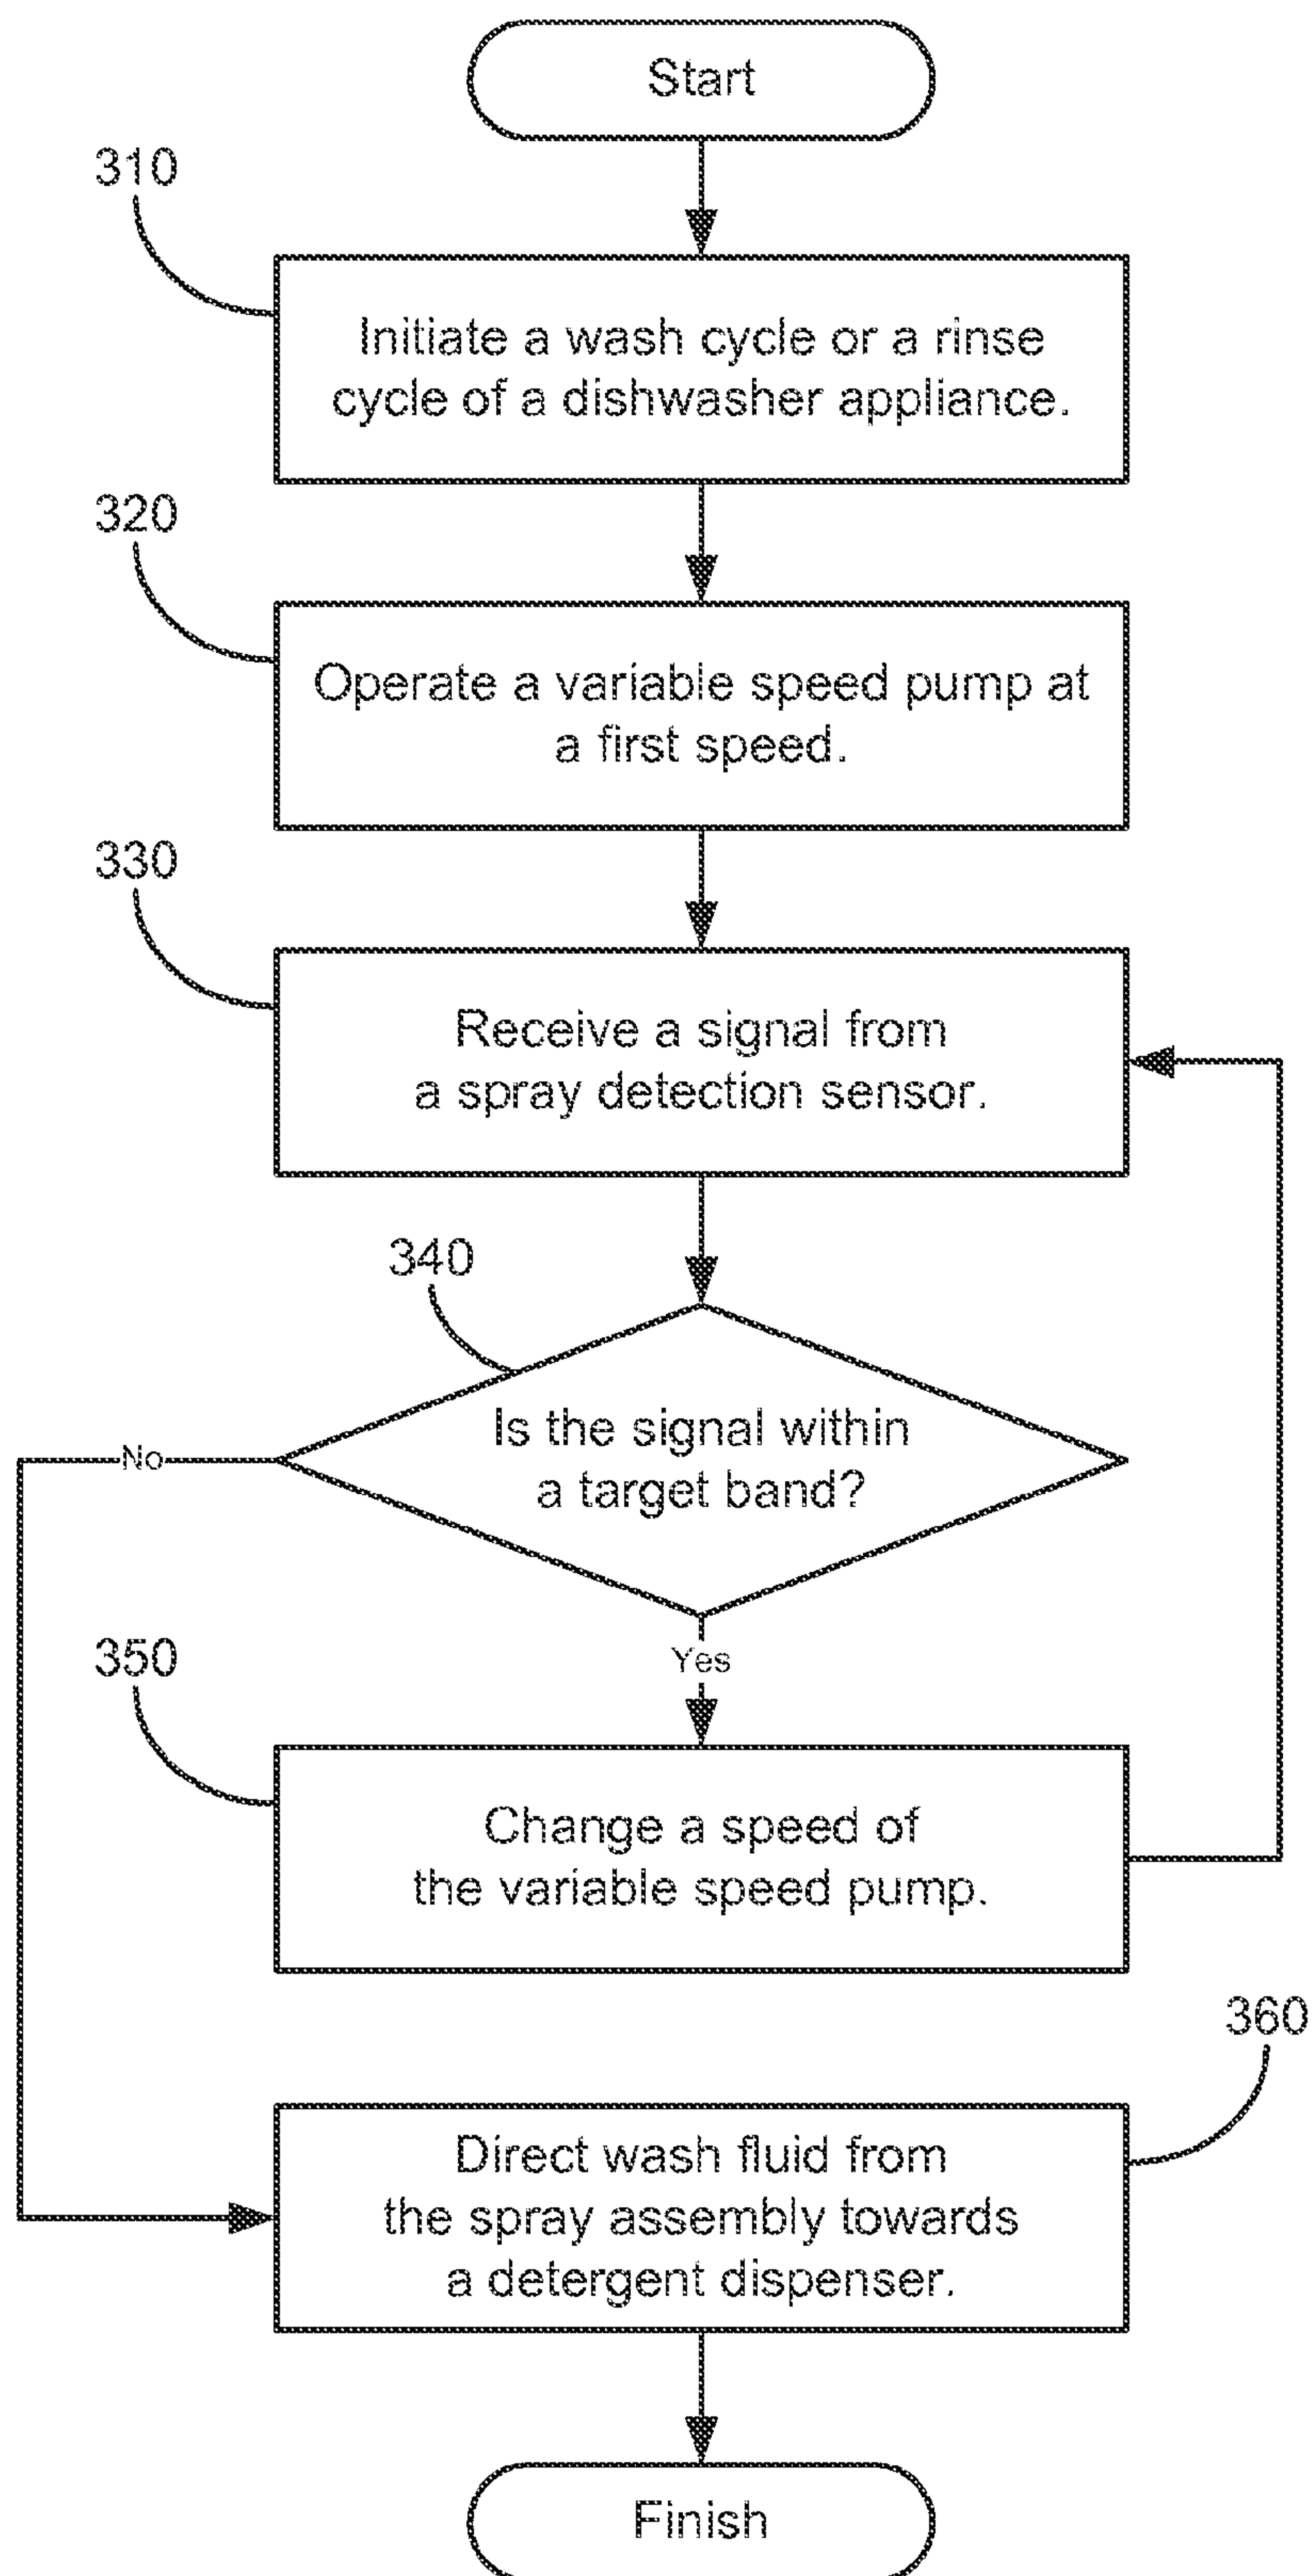 Start
310
Initiate a wash cycle or a rinse
cycle of a dishwasher appliance.
320
Operate a variable speed pump at
a first speed.
330
Receive a signal from
a spray detection sensor.
340
Is the signal within
a target band?
No
Yes
350
Change a speed of
the variable speed pump.
360
Direct wash fluid from
the spray assembly towards
a detergent dispenser.
Finish